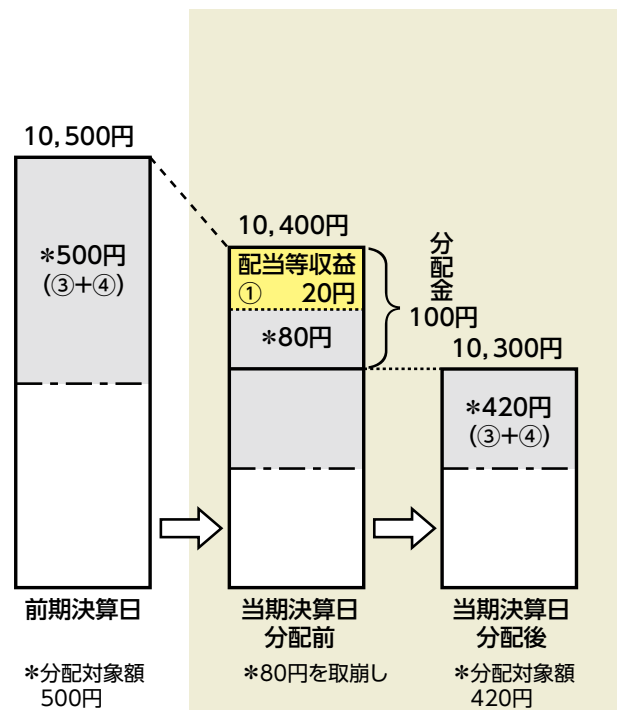 10,500円
*500円
(③+④)
前期決算日
*分配対象額
500円
10,400円
配当等収益
① 20円
*80円
分配金
100円
当期決算日
分配前
*80円を取崩し
10,300円
*420円
(③+④)
当期決算日
分配後
*分配対象額
420円